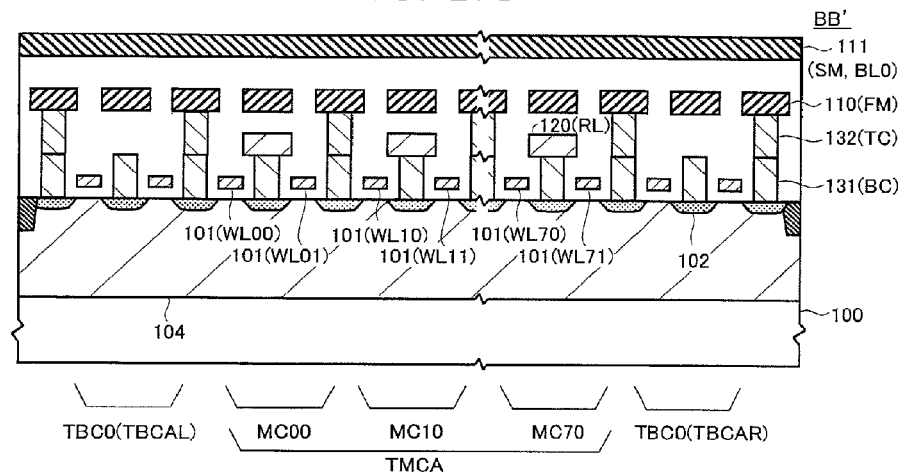 BB'
111
(SM, BL0)
110(FM)
120(RL)
132(TC)
131(BC)
101(WL00) 101(WL10) 101(WL70)
101(WL01) 101(WL11) 101(WL71) 102
104
100
TBC0(TBCAL) MC00 MC10 MC70 TBC0(TBCAR)
TMCA